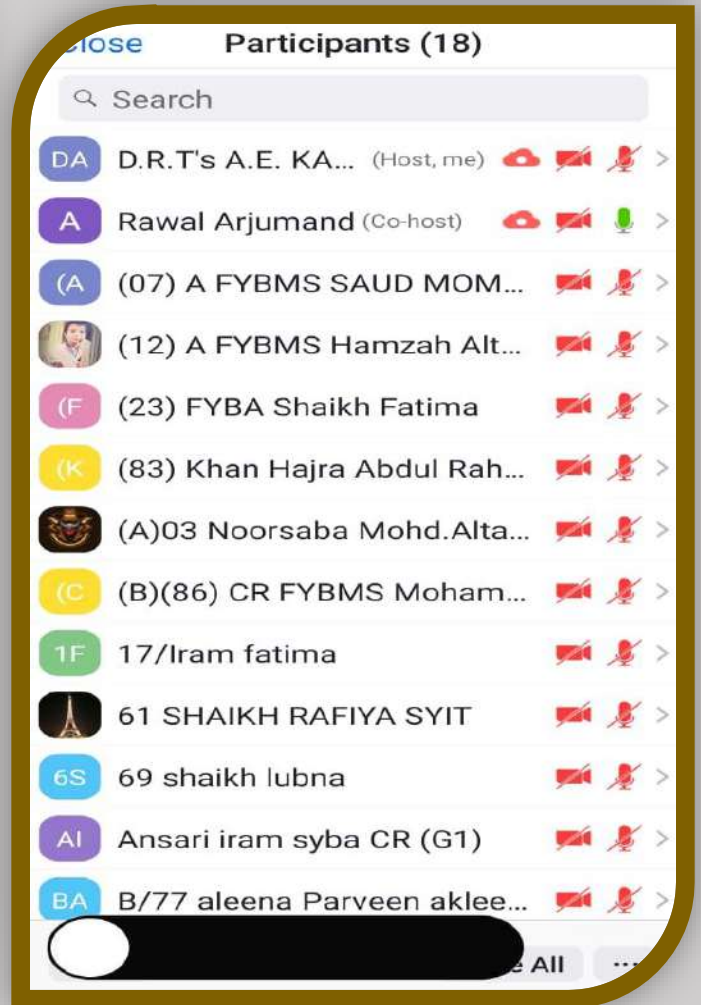 Close Participants (18)
Search
DA D.R.T's A.E. KA... (Host, me)
A Rawal Arjumand (Co-host)
(A (07) A FYBMS SAUD MOM...
(12) A FYBMS Hamzah Alt...
(F (23) FYBA Shaikh Fatima
(K (83) Khan Hajra Abdul Rah...
(A)03 Noorsaba Mohd.Alta...
(C (B)(86) CR FYBMS Moham...
1F 17/Iram fatima
61 SHAIKH RAFIYA SYIT
6S 69 shaikh lubna
AI Ansari iram syba CR (G1)
BA B/77 aleena Parveen aklee...
All ...